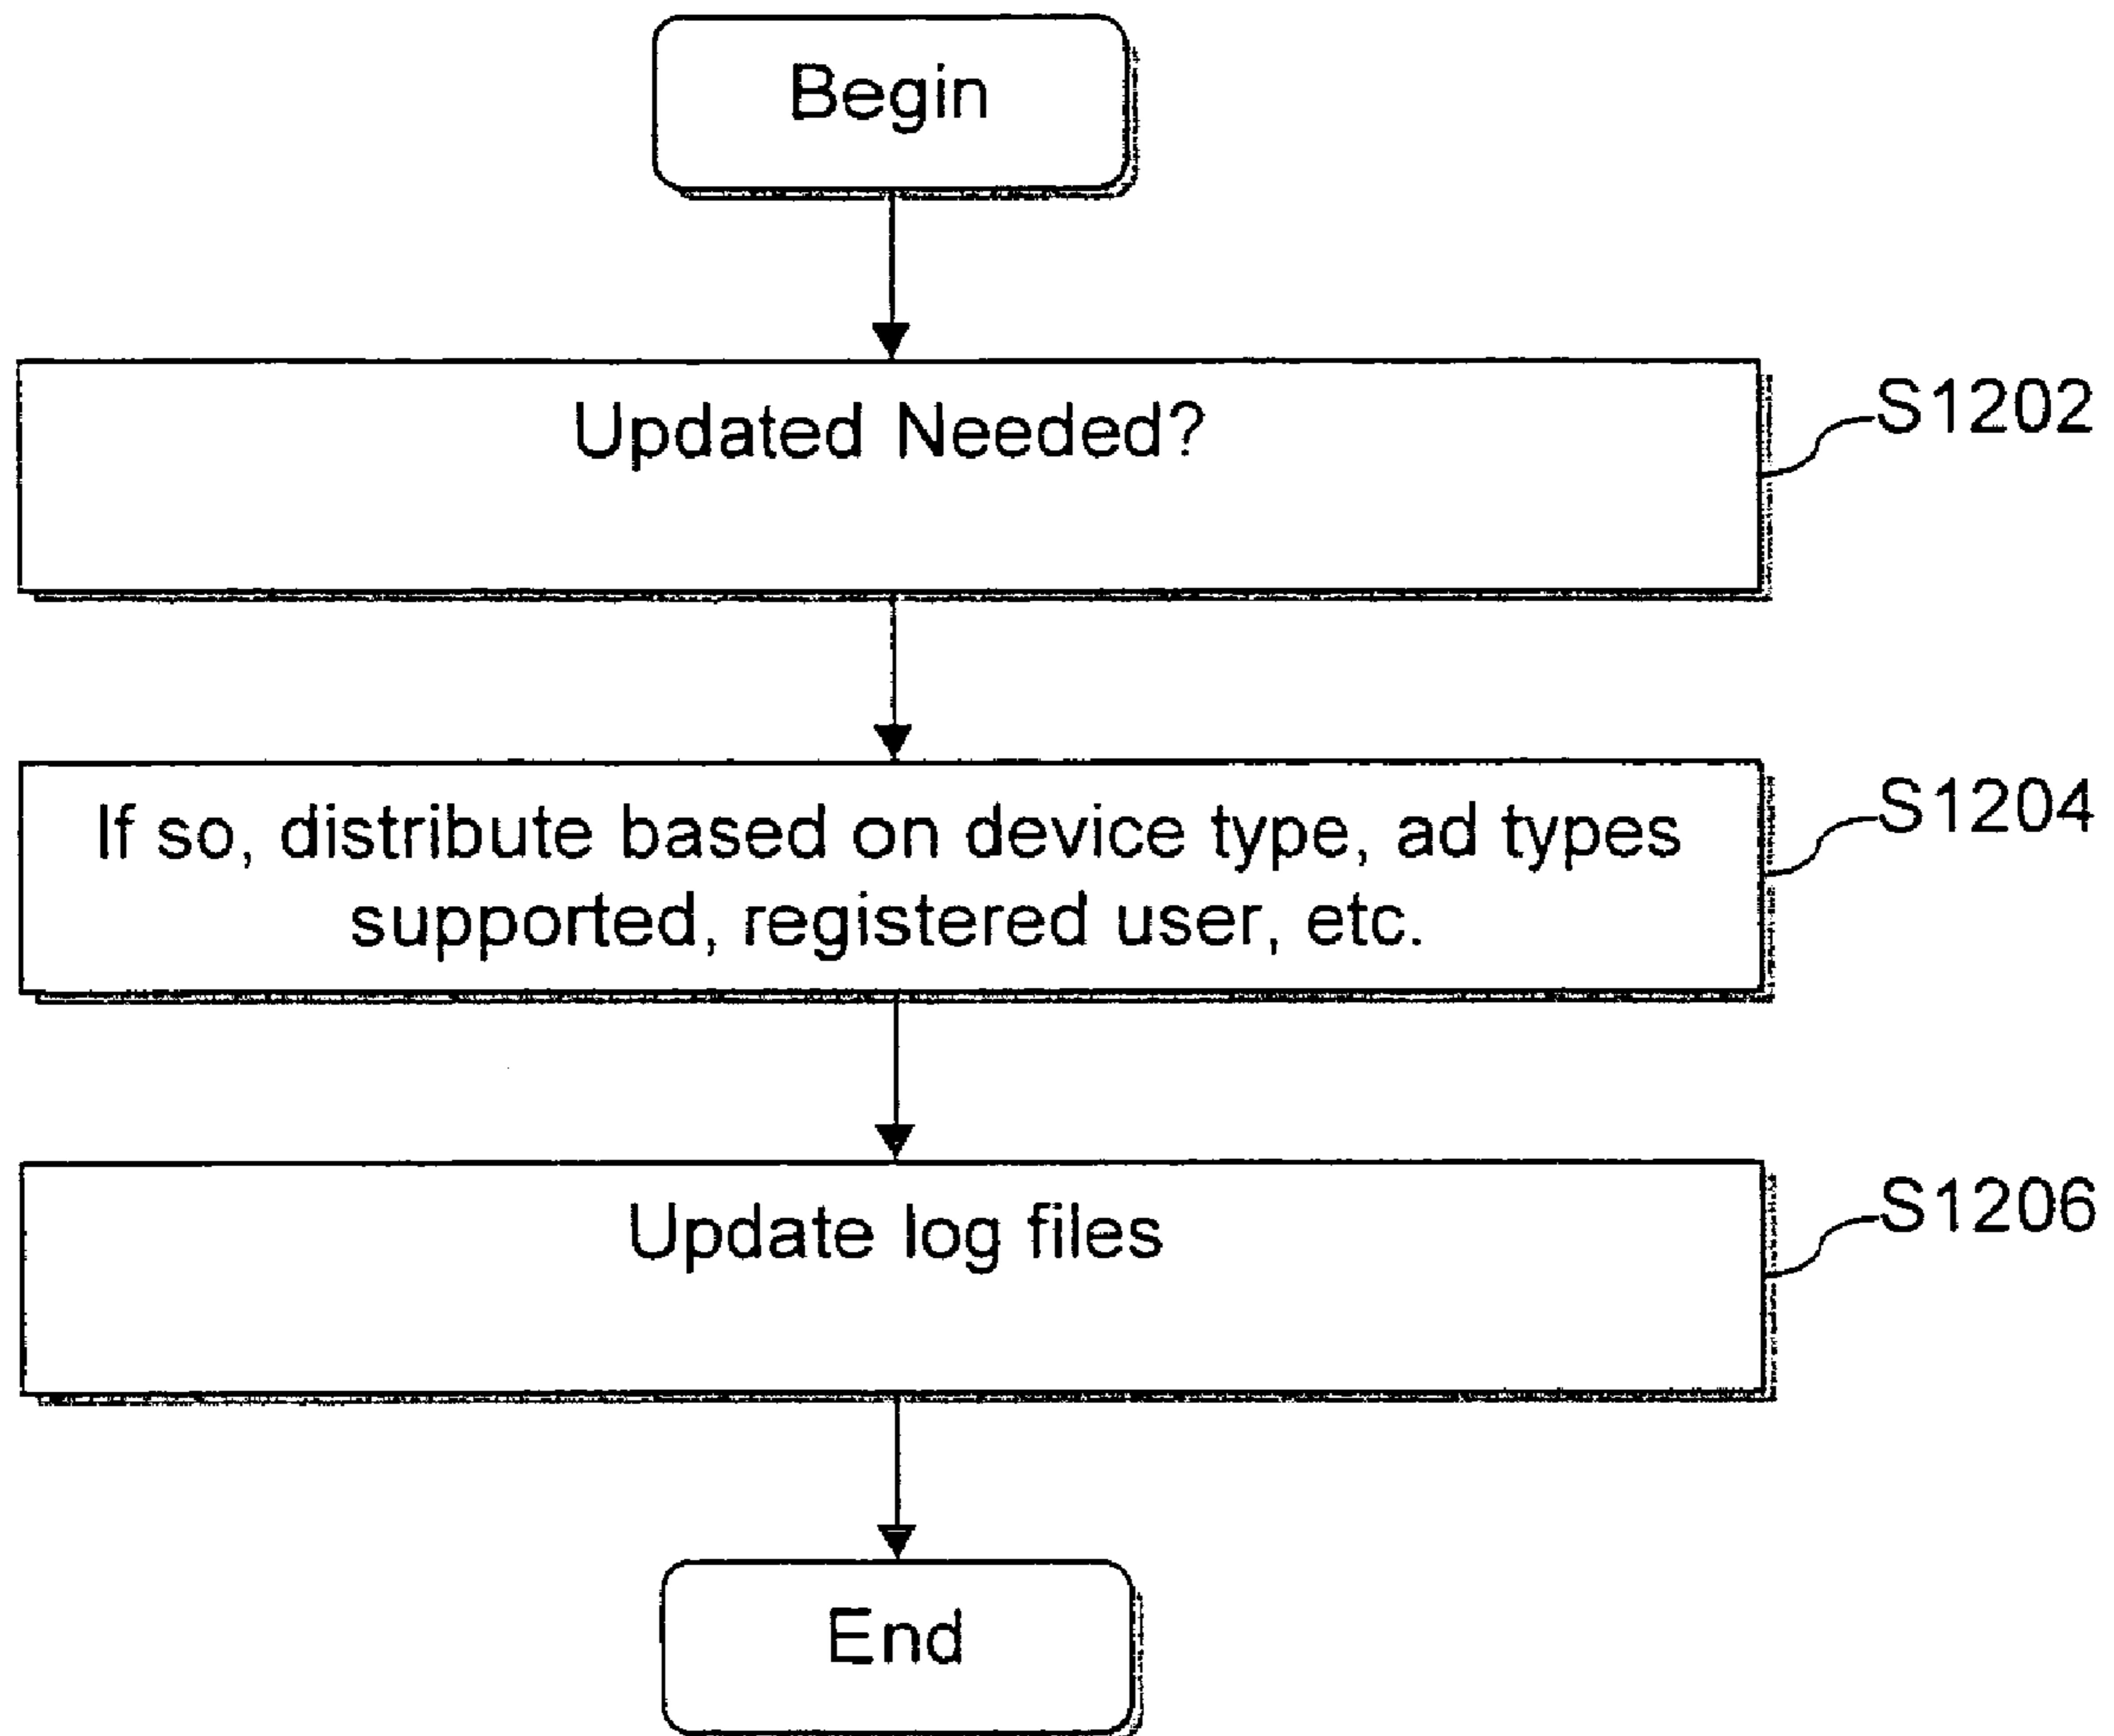 Begin
Updated Needed?
S1202
If so, distribute based on device type, ad types
supported, registered user, etc.
S1204
Update log files
S1206
End